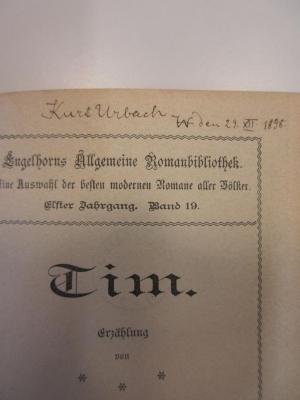 Kurt Urbach W den 29. XII 1896.
Engelhorns Allgemeine Romanbibliothek.
Eine Auswahl der besten modernen Romane aller Völker.
Elfter Jahrgang. Band 19.
Tim.
Erzählung
von
* * *